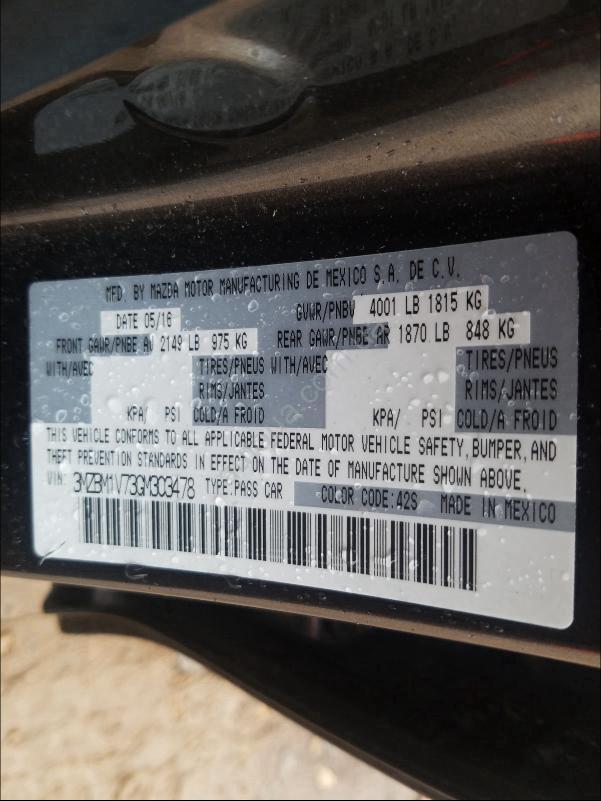 MFD. BY MAZDA MOTOR MANUFACTURING DE MEXICO S.A. DE C.V.
DATE 05/16 GVWR/PNBV 4001 LB 1815 KG
FRONT GAWR/PNBE AV 2149 LB 975 KG REAR GAWR/PNBE AR 1870 LB 848 KG
WITH/AVEC TIRES/PNEUS WITH/AVEC TIRES/PNEUS
RIMS/JANTES RIMS/JANTES
KPA/ PSI COLD/A FROID KPA/ PSI COLD/A FROID
THIS VEHICLE CONFORMS TO ALL APPLICABLE FEDERAL MOTOR VEHICLE SAFETY, BUMPER, AND
THEFT PREVENTION STANDARDS IN EFFECT ON THE DATE OF MANUFACTURE SHOWN ABOVE.
VIN: 3MZBM1V73GM303478 TYPE:PASS CAR COLOR CODE:42S MADE IN MEXICO